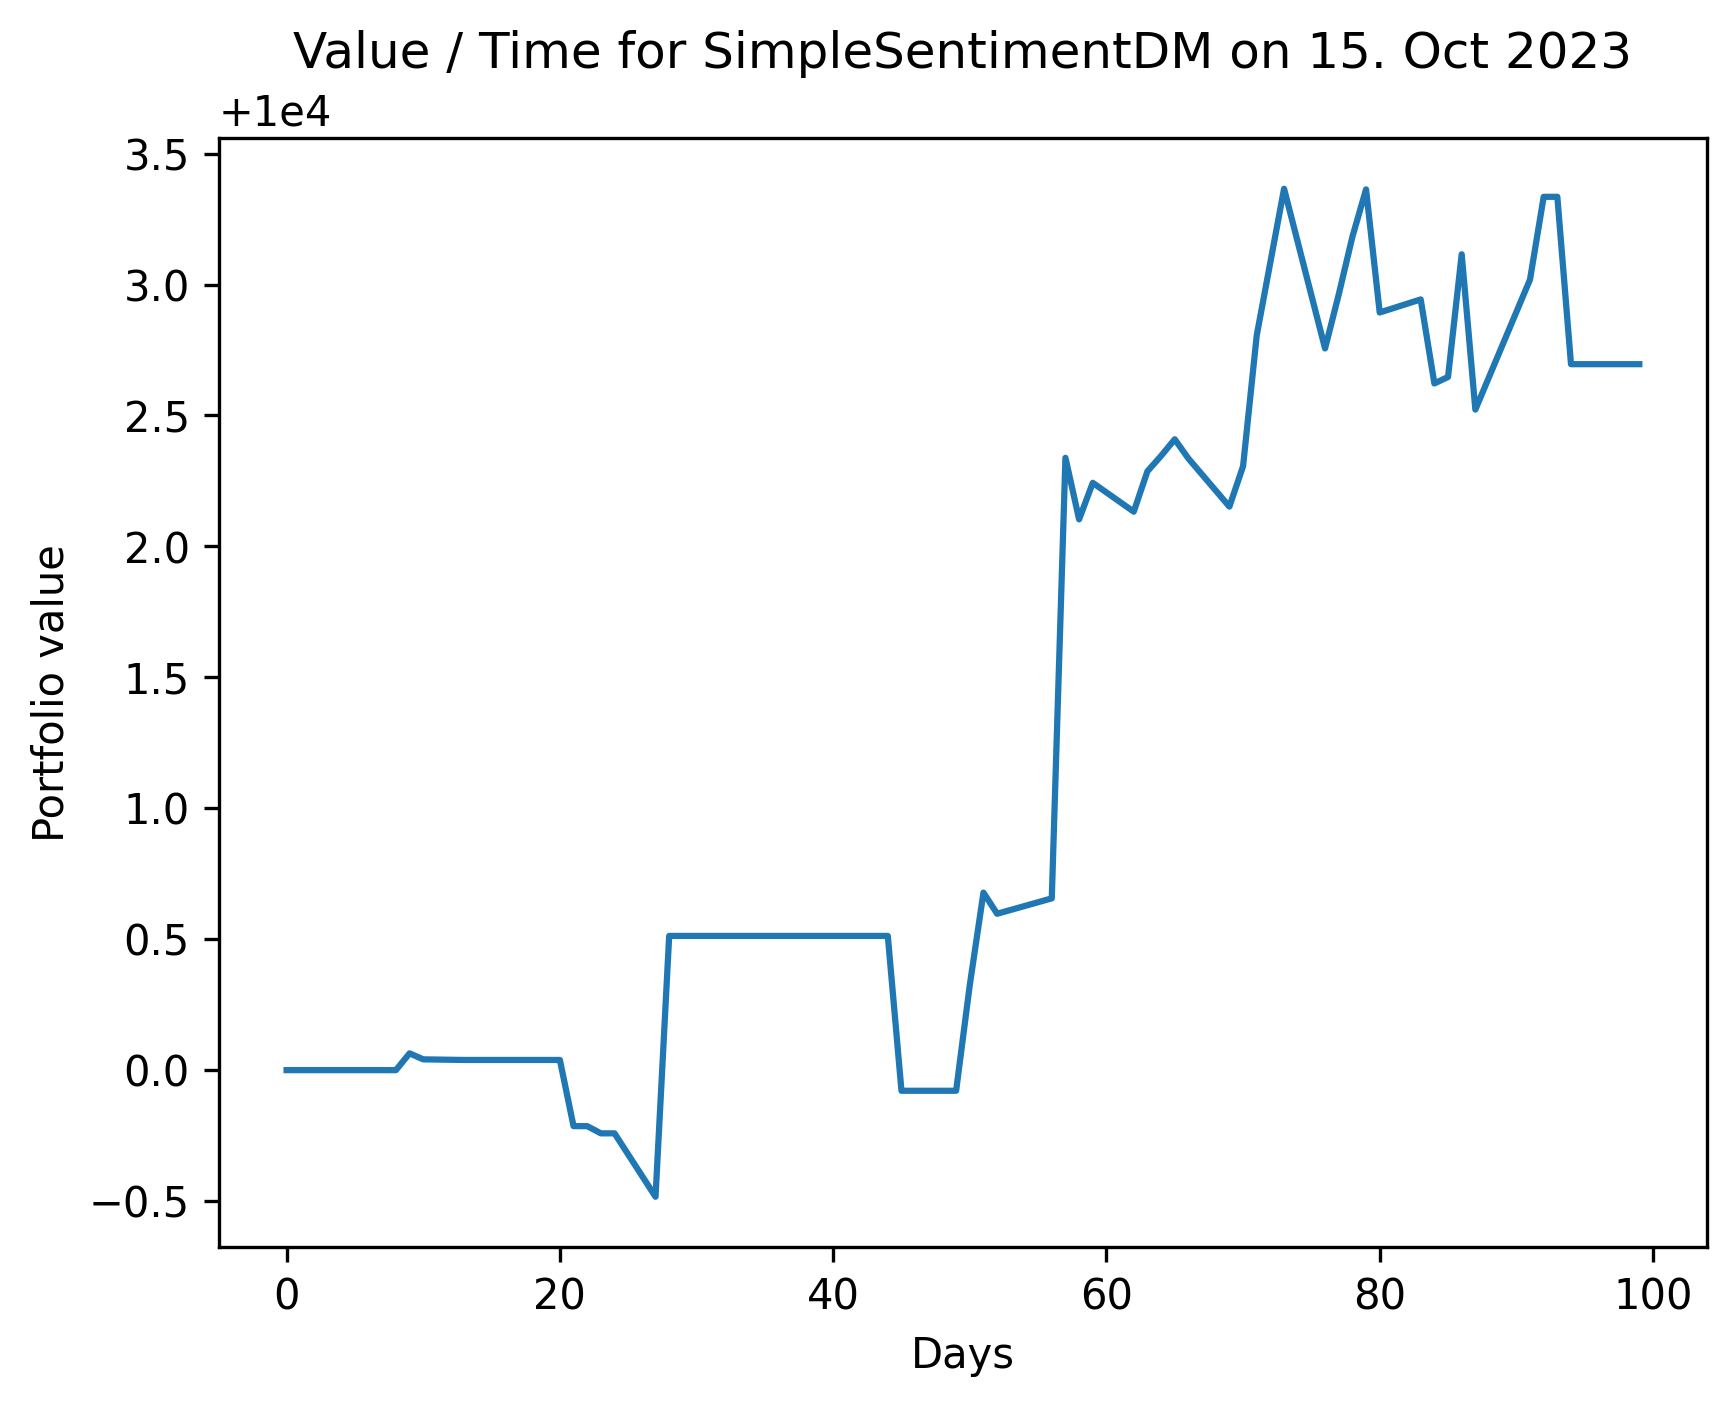 Value / Time for SimpleSentimentDM on 15. Oct 2023
+1e4
3.5
3.0
2.5
2.0
1.5
1.0
0.5
0.0
−0.5
Portfolio value
0 20 40 60 80 100
Days